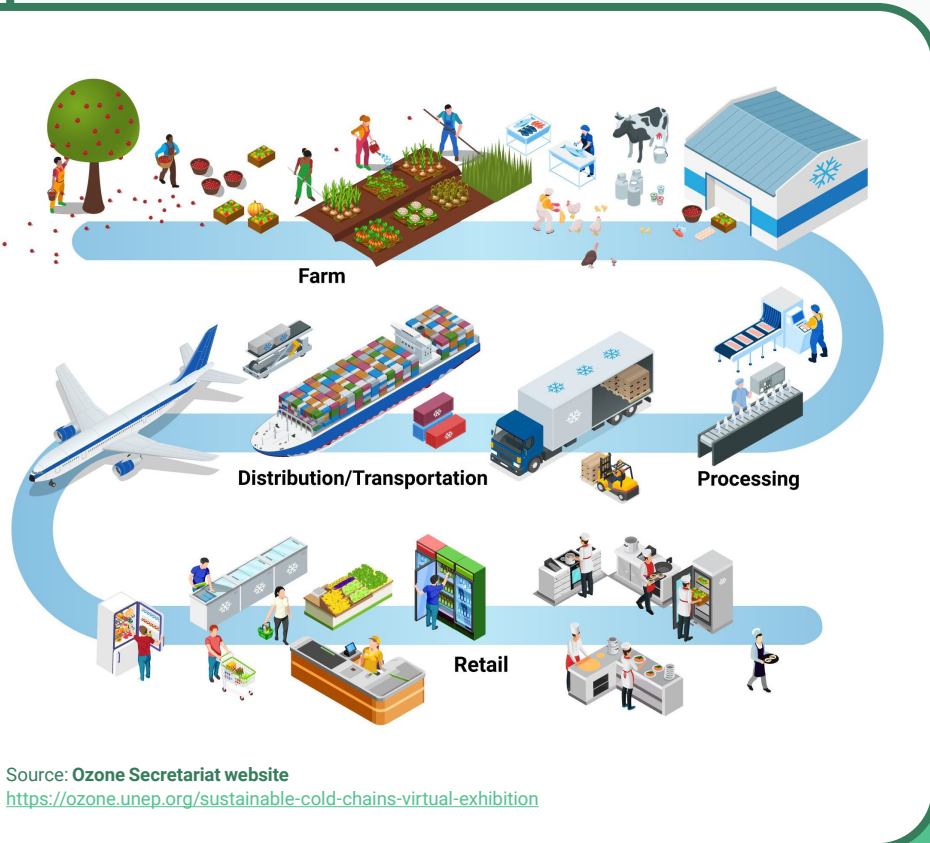 Farm
Distribution/Transportation
Processing
Retail
Source: Ozone Secretariat website
https://ozone.unep.org/sustainable-cold-chains-virtual-exhibition